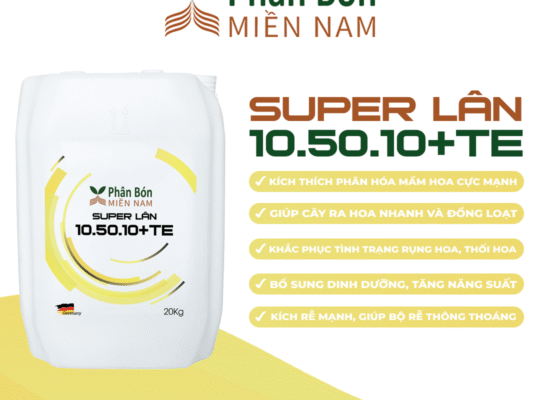 Phân Bón
MIỀN NAM
SUPER LÂN
10.50.10+TE
KÍCH THÍCH PHÂN HÓA MẦM HOA CỰC MẠNH
GIÚP CÂY RA HOA NHANH VÀ ĐỒNG LOẠT
KHẮC PHỤC TÌNH TRẠNG RỤNG HOA, THỐI HOA
BỔ SUNG DINH DƯỠNG, TĂNG NĂNG SUẤT
KÍCH RỄ MẠNH, GIÚP BỘ RỄ THÔNG THOÁNG
Phân Bón
MIỀN NAM
SUPER LÂN
10.50.10+TE
Germany
20Kg